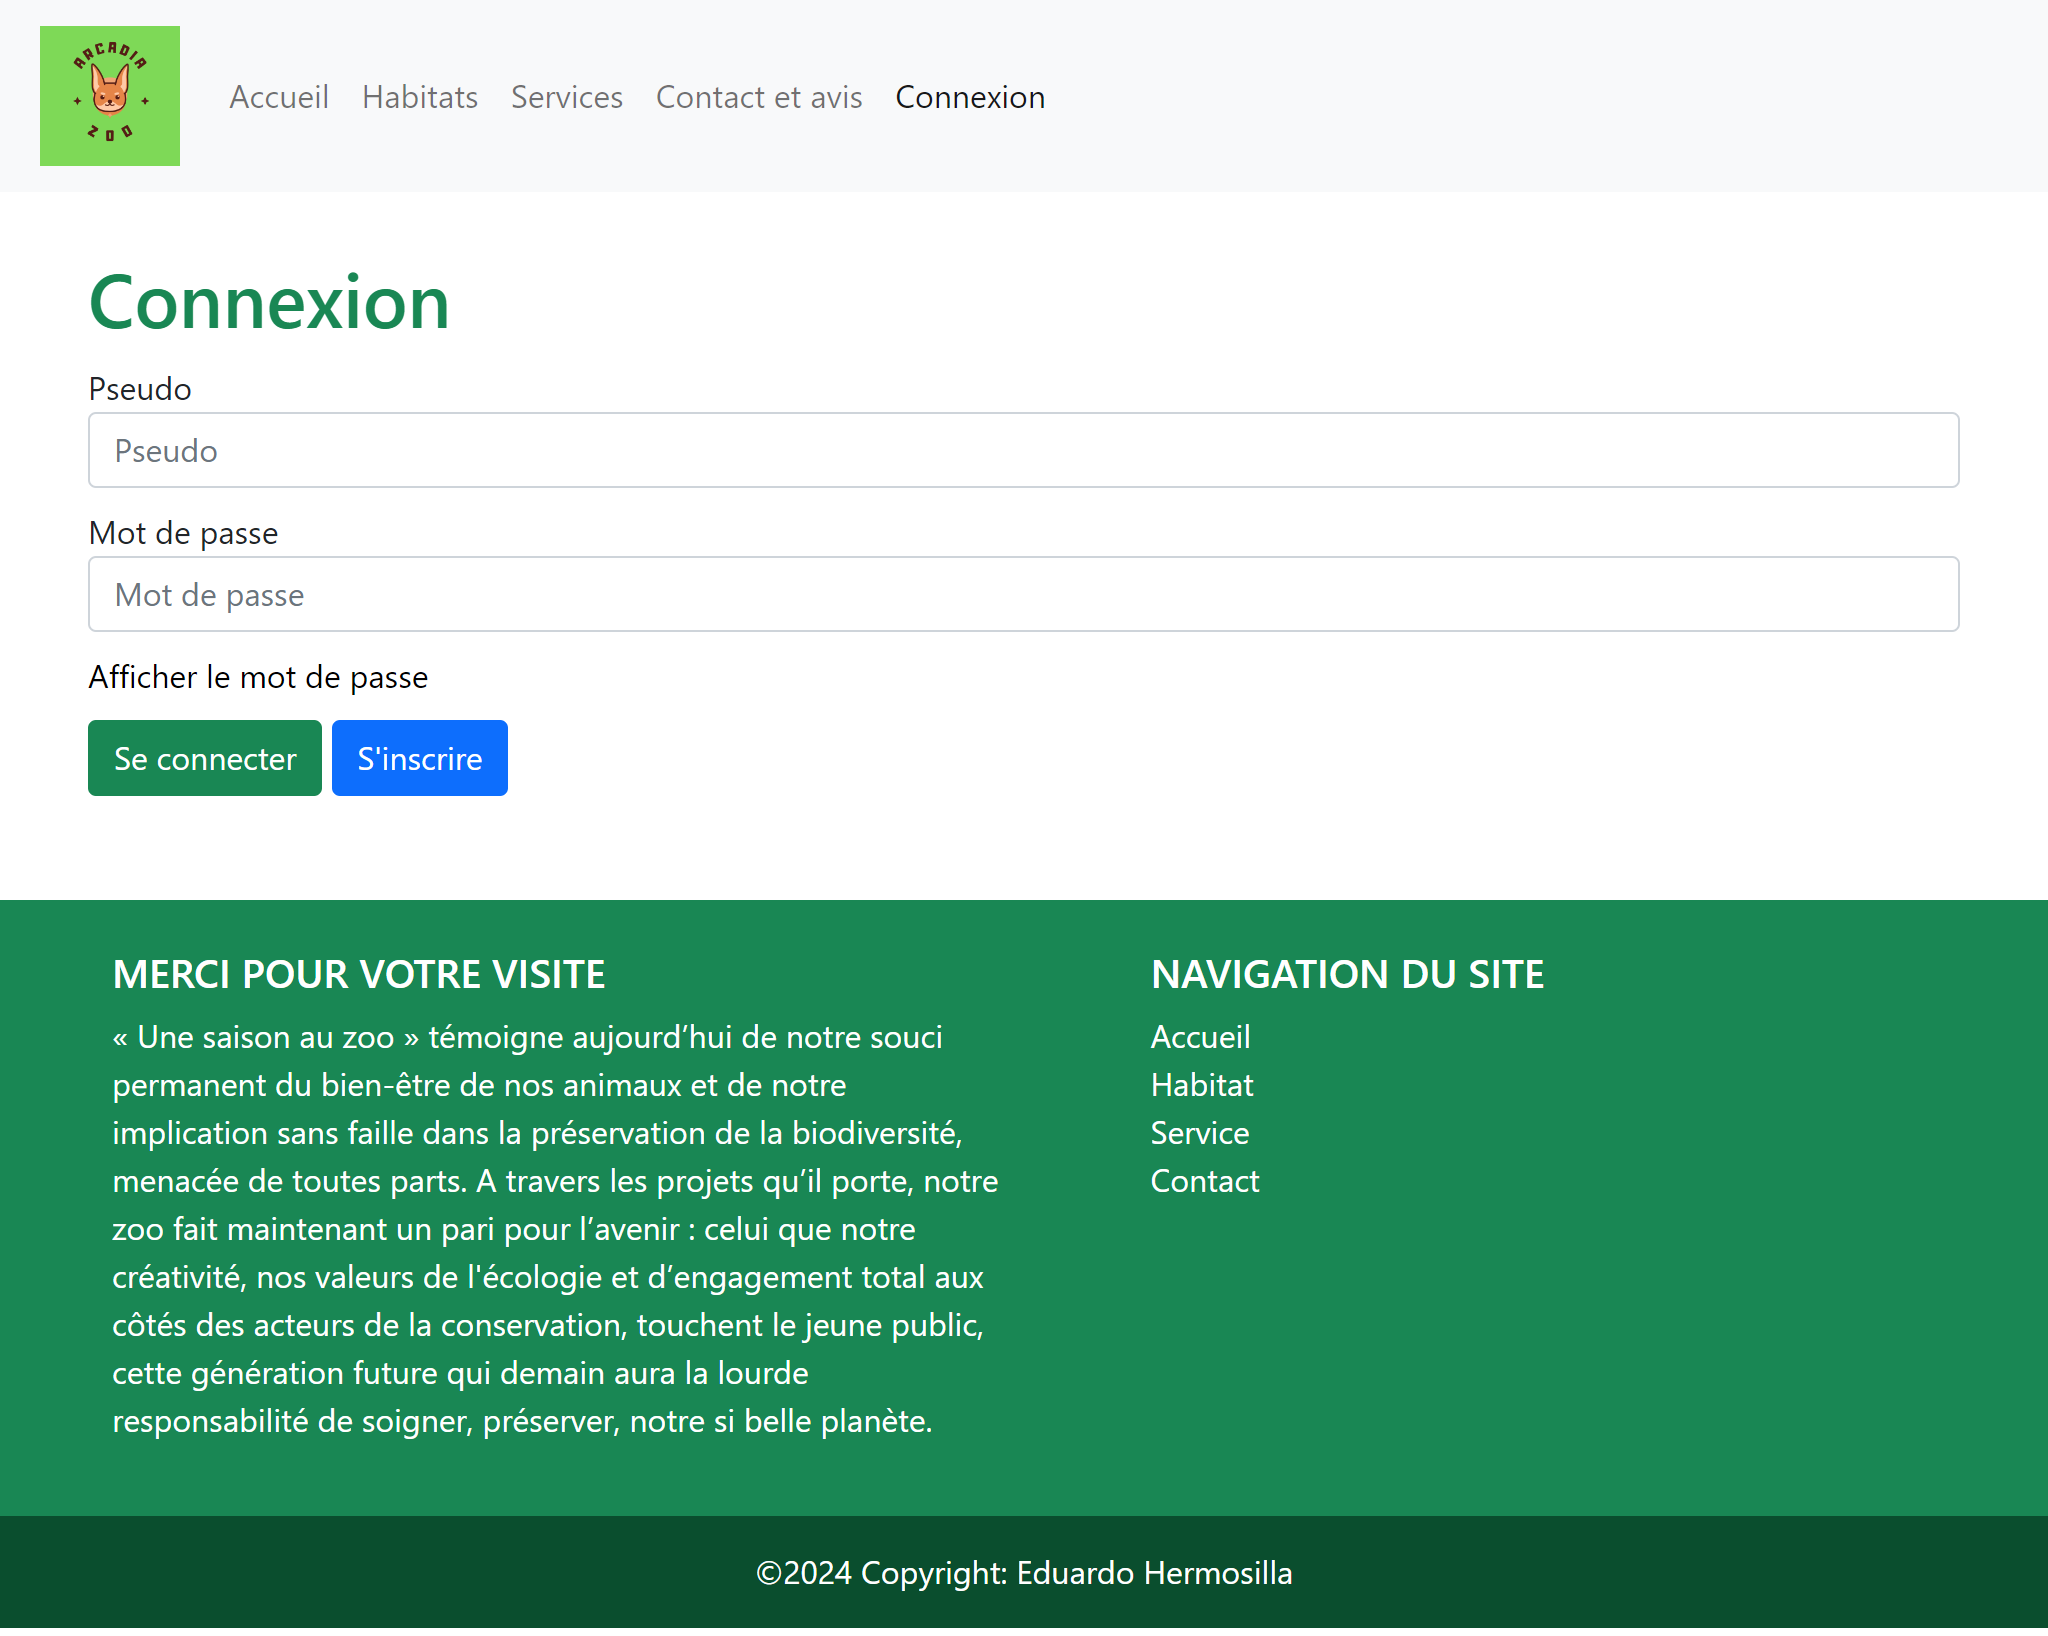 ARCADIA
ZOO
Accueil Habitats Services Contact et avis Connexion
Connexion
Pseudo
Pseudo
Mot de passe
Mot de passe
Afficher le mot de passe
Se connecter S'inscrire
MERCI POUR VOTRE VISITE
« Une saison au zoo » témoigne aujourd’hui de notre souci
permanent du bien-être de nos animaux et de notre
implication sans faille dans la préservation de la biodiversité,
menacée de toutes parts. A travers les projets qu’il porte, notre
zoo fait maintenant un pari pour l’avenir : celui que notre
créativité, nos valeurs de l'écologie et d’engagement total aux
côtés des acteurs de la conservation, touchent le jeune public,
cette génération future qui demain aura la lourde
responsabilité de soigner, préserver, notre si belle planète.
NAVIGATION DU SITE
Accueil
Habitat
Service
Contact
©2024 Copyright: Eduardo Hermosilla